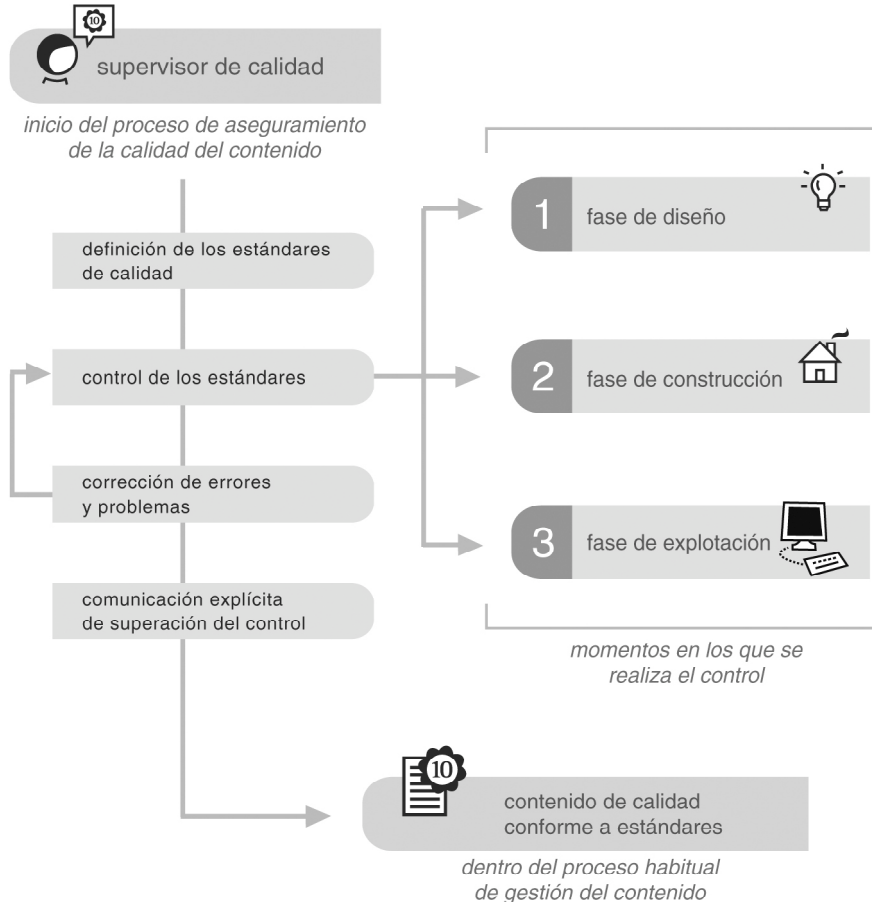 10
supervisor de calidad
inicio del proceso de aseguramiento
de la calidad del contenido
definición de los estándares
de calidad
control de los estándares
corrección de errores
y problemas
comunicación explícita
de superación del control
1
fase de diseño
2
fase de construcción
3
fase de explotación
momentos en los que se
realiza el control
10
contenido de calidad
conforme a estándares
dentro del proceso habitual
de gestión del contenido